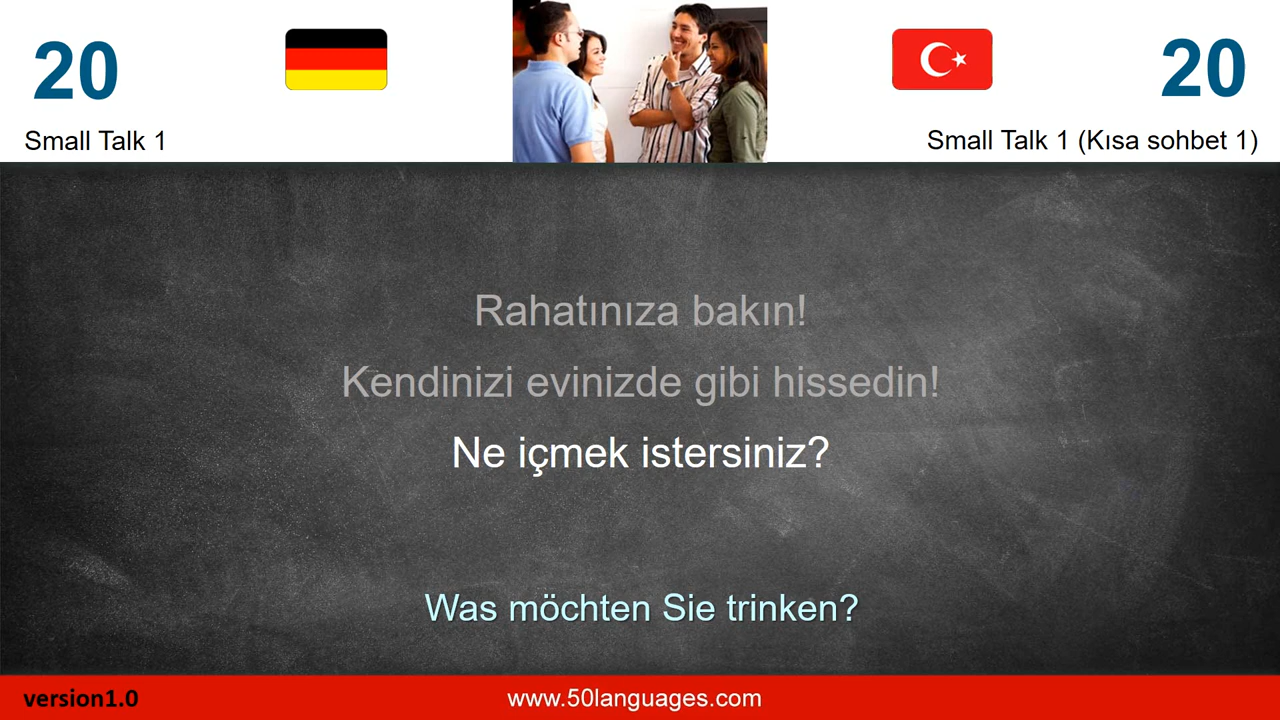 20
20
Small Talk 1
Small Talk 1 (Kısa sohbet 1)
Rahatınıza bakın!
Kendinizi evinizde gibi hissedin!
Ne içmek istersiniz?
Was möchten Sie trinken?
version1.0
www.50languages.com